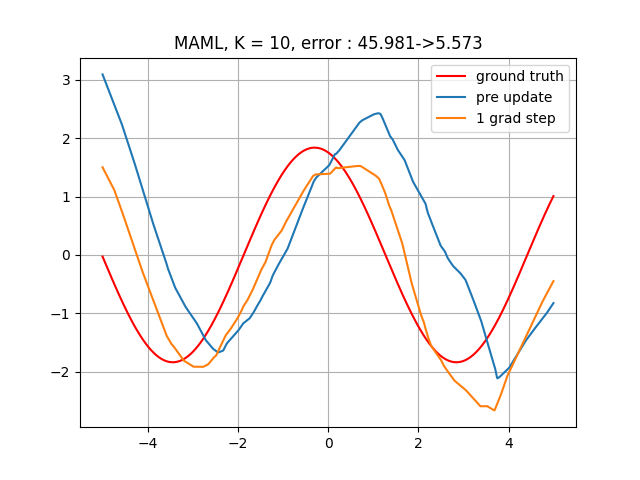 MAML, K = 10, error : 45.981->5.573
ground truth
pre update
1 grad step
3
2
1
0
−1
−2
−4
−2
0
2
4